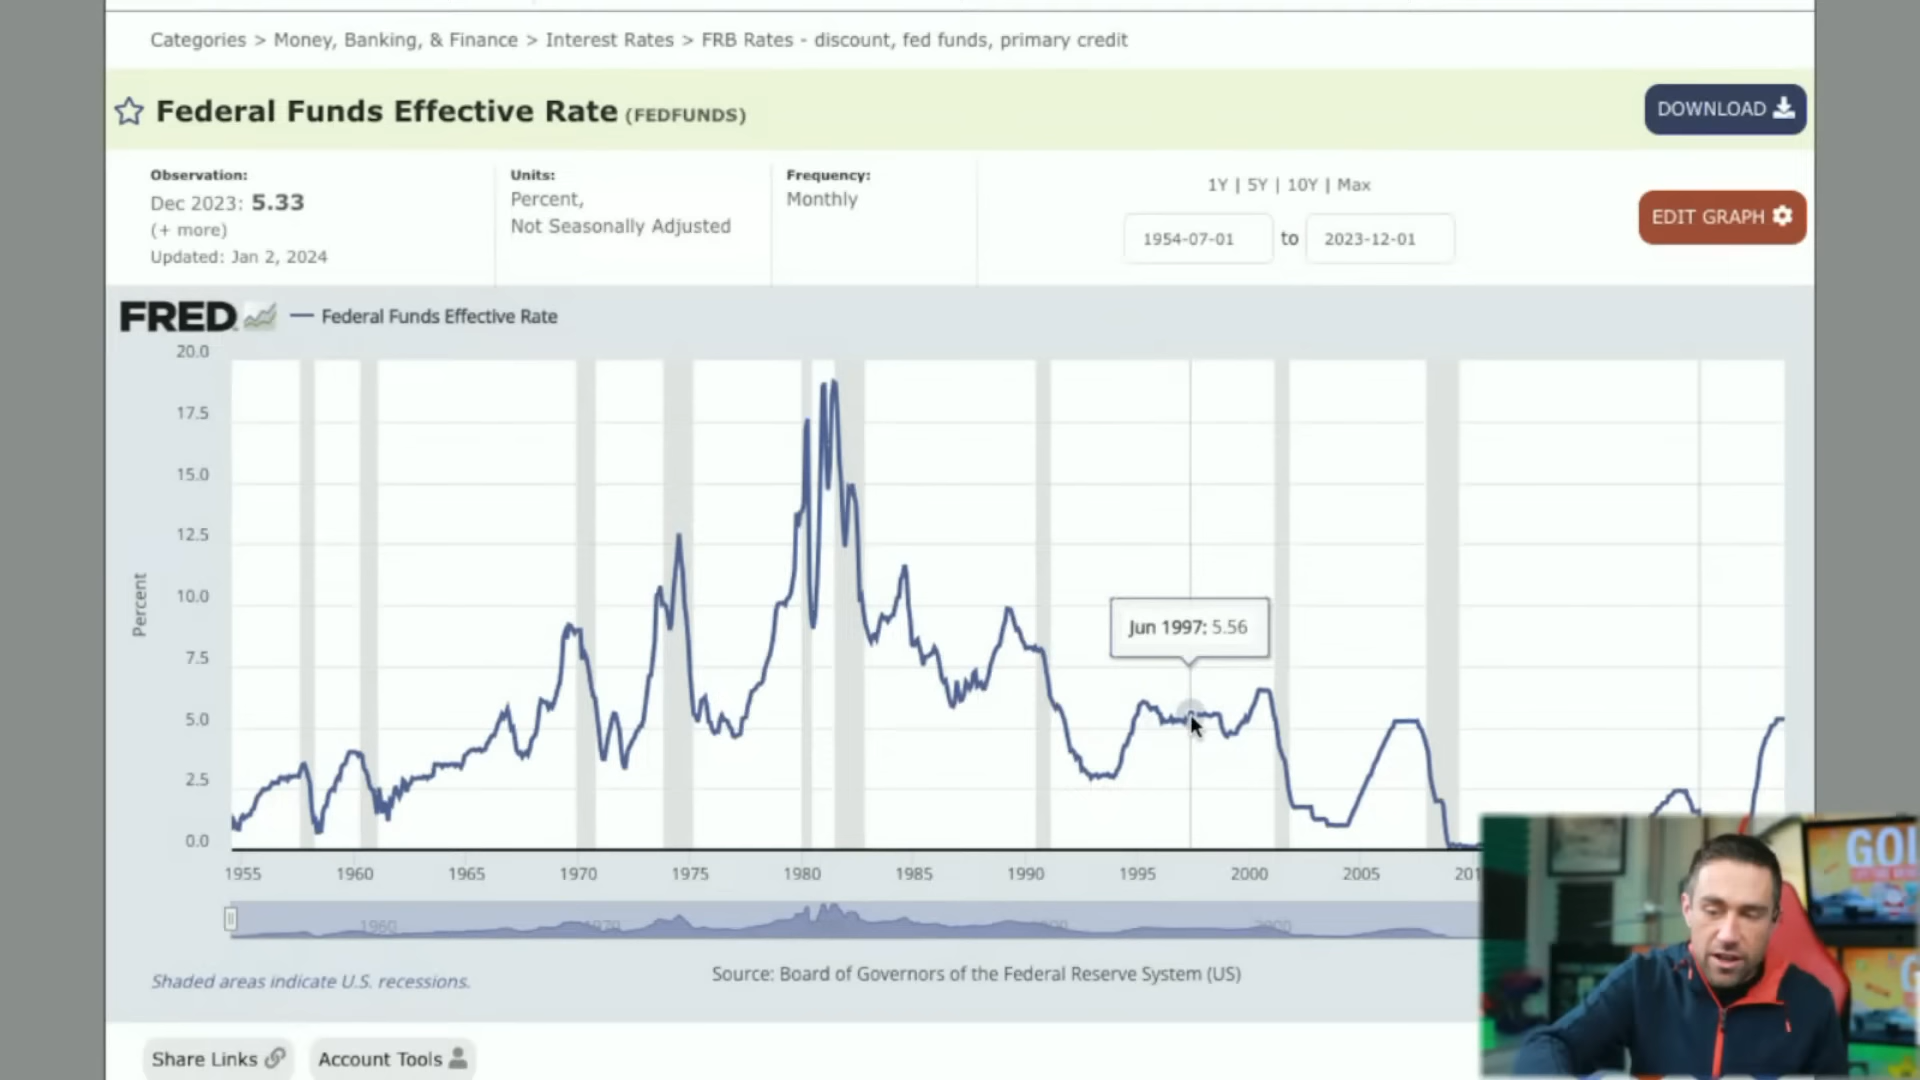 Categories > Money, Banking, & Finance > Interest Rates > FRB Rates - discount, fed funds, primary credit
Federal Funds Effective Rate (FEDFUNDS)
DOWNLOAD
Observation:
Dec 2023: 5.33
(+ more)
Updated: Jan 2, 2024
Units:
Percent,
Not Seasonally Adjusted
Frequency:
Monthly
1Y | 5Y | 10Y | Max
1954-07-01 to 2023-12-01
EDIT GRAPH
FRED
Federal Funds Effective Rate
20.0
17.5
15.0
12.5
10.0
7.5
5.0
2.5
0.0
Percent
Jun 1997: 5.56
1955 1960 1965 1970 1975 1980 1985 1990 1995 2000 2005 201
1960 1970 2000
Shaded areas indicate U.S. recessions.
Source: Board of Governors of the Federal Reserve System (US)
Share Links
Account Tools
GOI